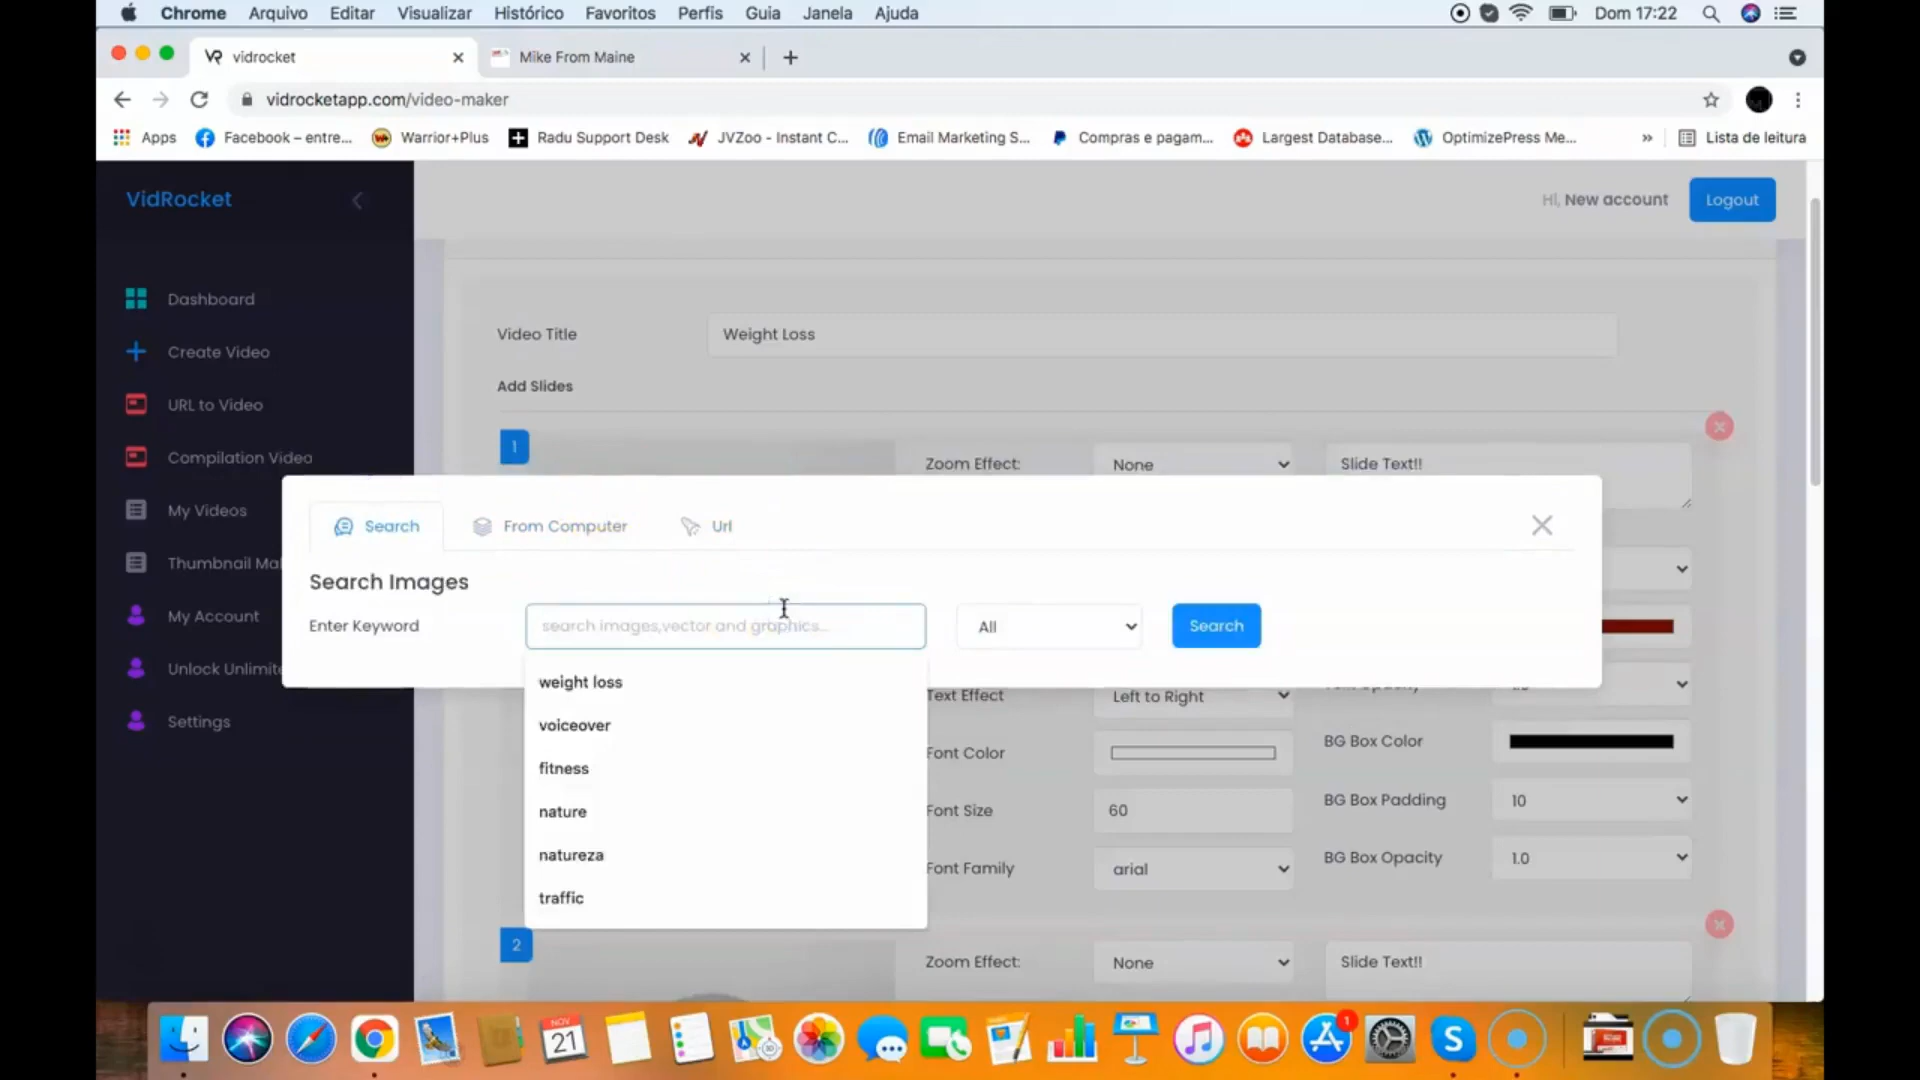 Chrome Arquivo Editar Visualizar Histórico Favoritos Perfis Guia Janela Ajuda Dom 17:22
vidrocket
Mike From Maine
vidrocketapp.com/video-maker
Apps Facebook – entre... Warrior+Plus Radu Support Desk JVZoo - Instant C... Email Marketing S... Compras e pagam... Largest Database... OptimizePress Me... » Lista de leitura
VidRocket
Hi, New account Logout
Dashboard
Create Video
URL to Video
Compilation Video
My Videos
Thumbnail Ma
My Account
Unlock Unlimite
Settings
Video Title Weight Loss
Add Slides
1
Zoom Effect: None Slide Text!!
Search From Computer Url
Search Images
Enter Keyword search images,vector and graphics... All Search
weight loss
voiceover
fitness
nature
natureza
traffic
Text Effect Left to Right
Font Color BG Box Color
Font Size 60 BG Box Padding 10
Font Family arial BG Box Opacity 1.0
2
Zoom Effect: None Slide Text!!
NOV
21
1